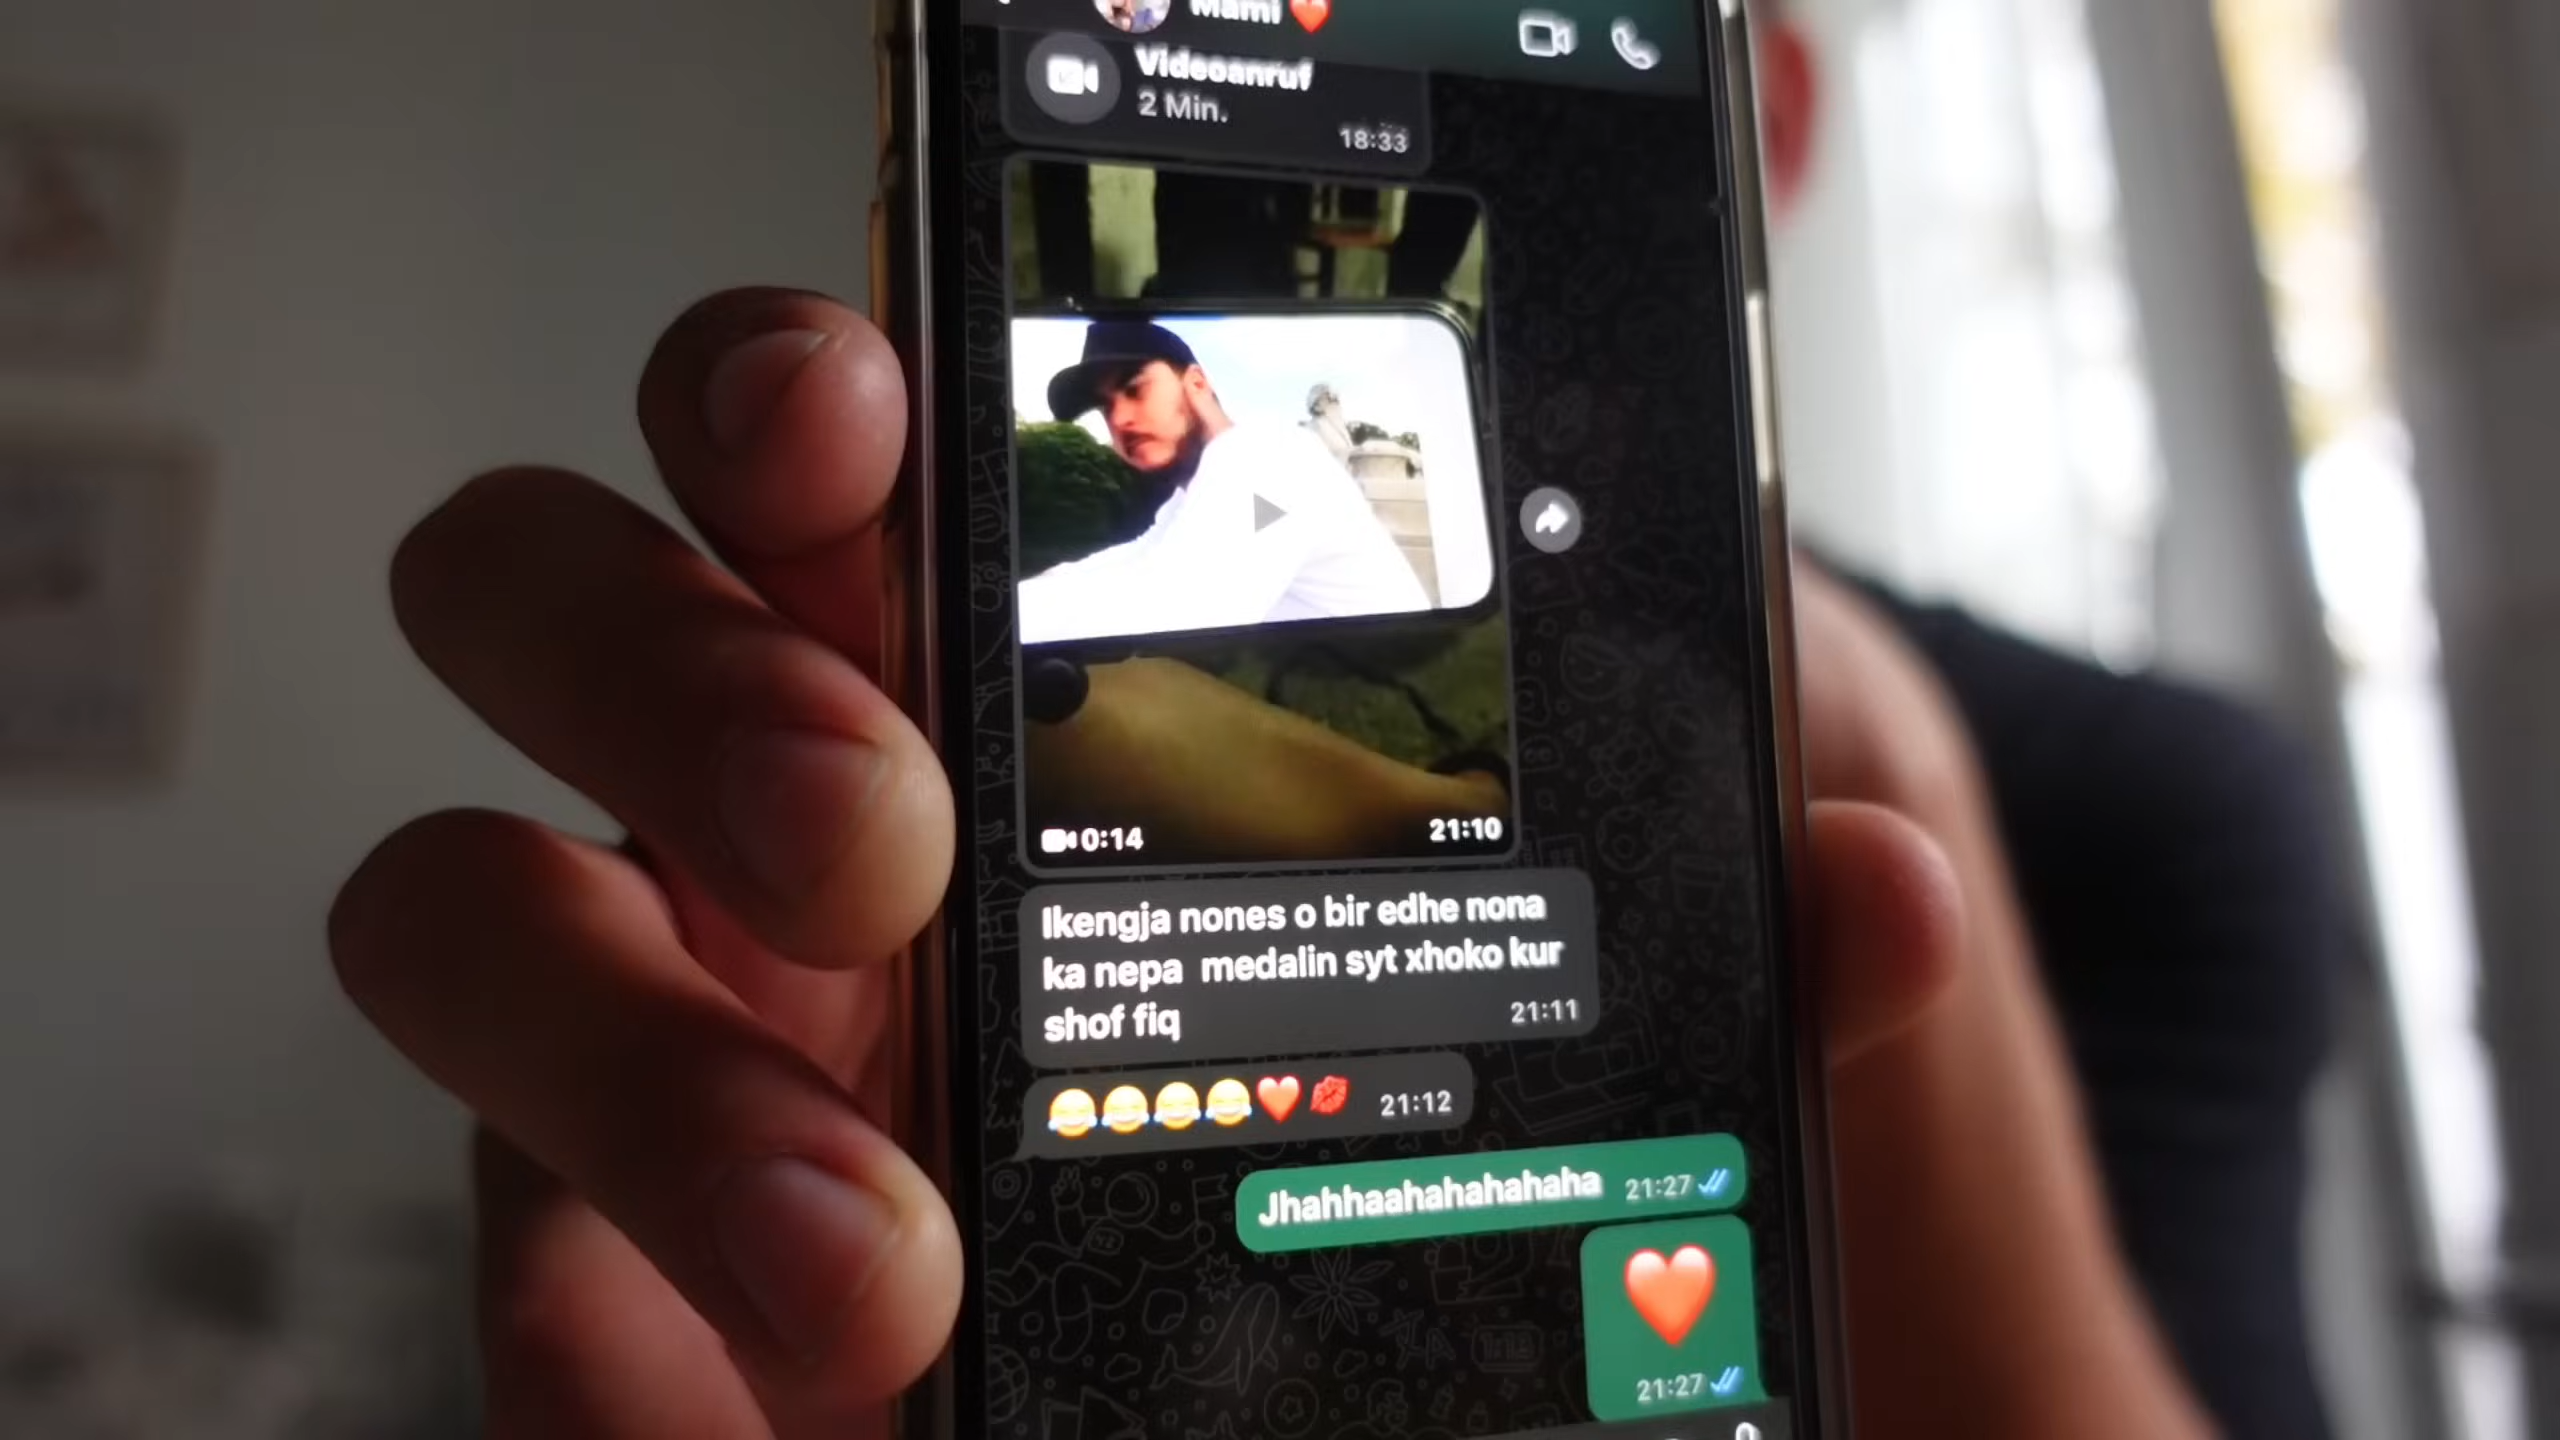 Mami ❤️
Videoanruf
2 Min.
18:33
0:14
21:10
Ikengja nones o bir edhe nona
ka nepa medalin syt xhoko kur
shof fiq
21:11
😂😂😂😂❤️💋 21:12
Jhahhaahahahahaha 21:27
❤️
21:27